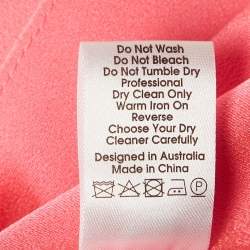 Do Not Wash
Do Not Bleach
Do Not Tumble Dry
Professional
Dry Clean Only
Warm Iron On
Reverse
Choose Your Dry
Cleaner Carefully
Designed in Australia
Made in China
P